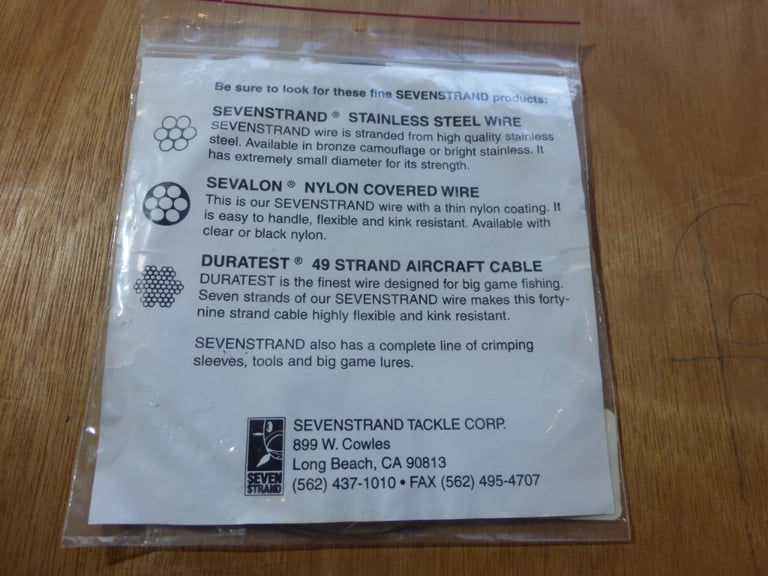 Be sure to look for these fine SEVENSTRAND products:
SEVENSTRAND® STAINLESS STEEL WIRE
SEVENSTRAND wire is stranded from high quality stainless
steel. Available in bronze camouflage or bright stainless. It
has extremely small diameter for its strength.
SEVALON® NYLON COVERED WIRE
This is our SEVENSTRAND wire with a thin nylon coating. It
is easy to handle, flexible and kink resistant. Available with
clear or black nylon.
DURATEST® 49 STRAND AIRCRAFT CABLE
DURATEST is the finest wire designed for big game fishing.
Seven strands of our SEVENSTRAND wire makes this forty-
nine strand cable highly flexible and kink resistant.
SEVENSTRAND also has a complete line of crimping
sleeves, tools and big game lures.
SEVEN
STRAND
SEVENSTRAND TACKLE CORP.
899 W. Cowles
Long Beach, CA 90813
(562) 437-1010 • FAX (562) 495-4707